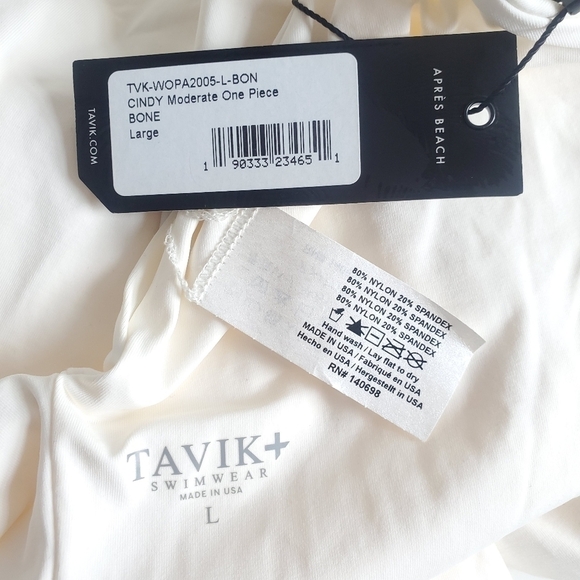 TVK-WOPA2005-L-BON
CINDY Moderate One Piece
BONE
Large
1 90333 23465 1
TAVIK.COM
APRÈS BEACH
80% NYLON 20% SPANDEX
80% NYLON 20% SPANDEX
80% NYLON 20% SPANDEX
80% NYLON 20% SPANDEX
Hand wash / Lay flat to dry
MADE IN USA / Fabriqué en USA
Hecho en USA / Hergestellt in USA
RN# 140698
TAVIK+
SWIMWEAR
MADE IN USA
L